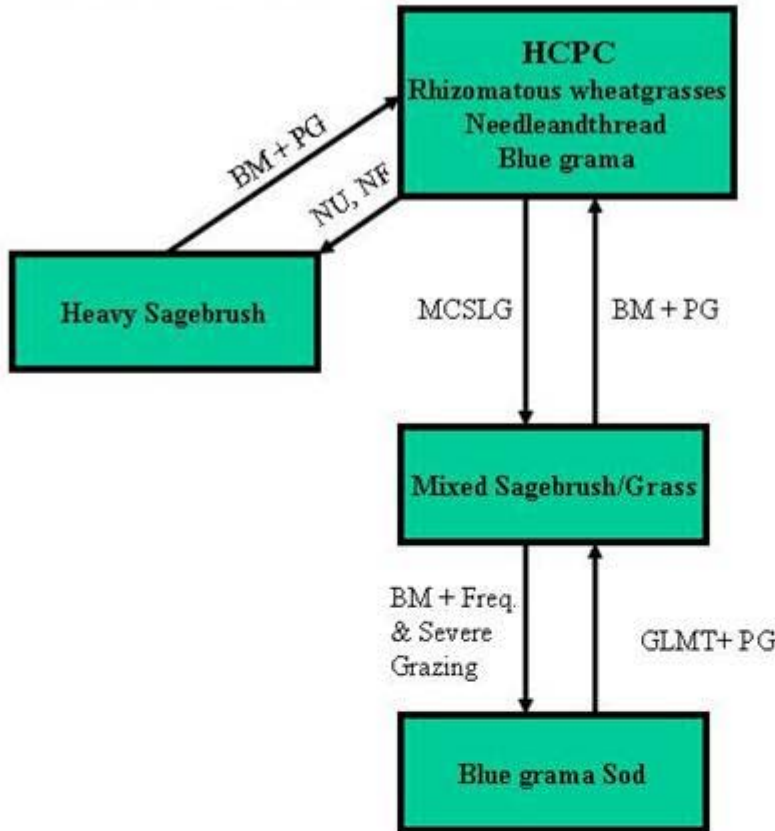 HCPC
Rhizomatous wheatgrasses
Needleandthread
Blue grama
BM + PG
NU, NF
Heavy Sagebrush
MCSLG
BM + PG
Mixed Sagebrush/Grass
BM + Freq.
& Severe
Grazing
GLMT+ PG
Blue grama Sod